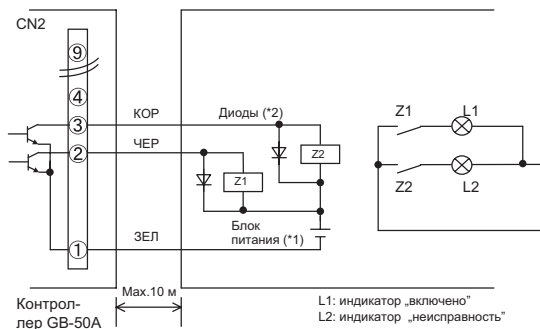 CN2
⑨
④
③
②
①
КОР
ЧЕР
ЗЕЛ
Диоды (*2)
Z2
Z1
Блок
питания (*1)
Max.10 м
Контрол-
лер GB-50A
Z1
L1
Z2
L2
L1: индикатор „включено”
L2: индикатор „неисправность”